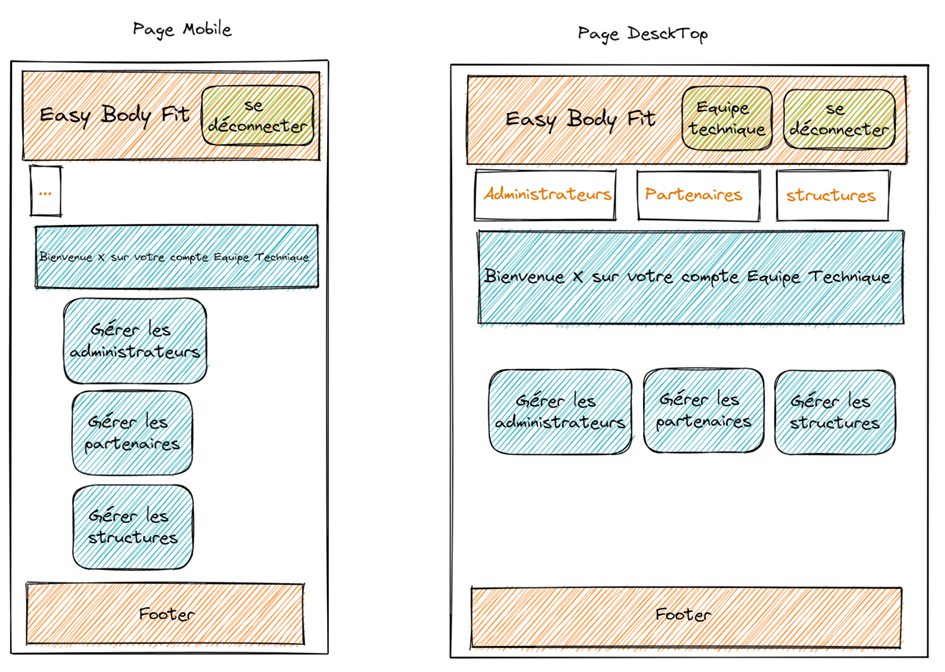 Page Mobile
Easy Body Fit
se
déconnecter
...
Bienvenue X sur votre compte Equipe Technique
Gérer les
administrateurs
Gérer les
partenaires
Gérer les
structures
Footer
Page DesckTop
Easy Body Fit
Equipe
technique
se
déconnecter
Administrateurs
Partenaires
structures
Bienvenue X sur votre compte Equipe Technique
Gérer les
administrateurs
Gérer les
partenaires
Gérer les
structures
Footer